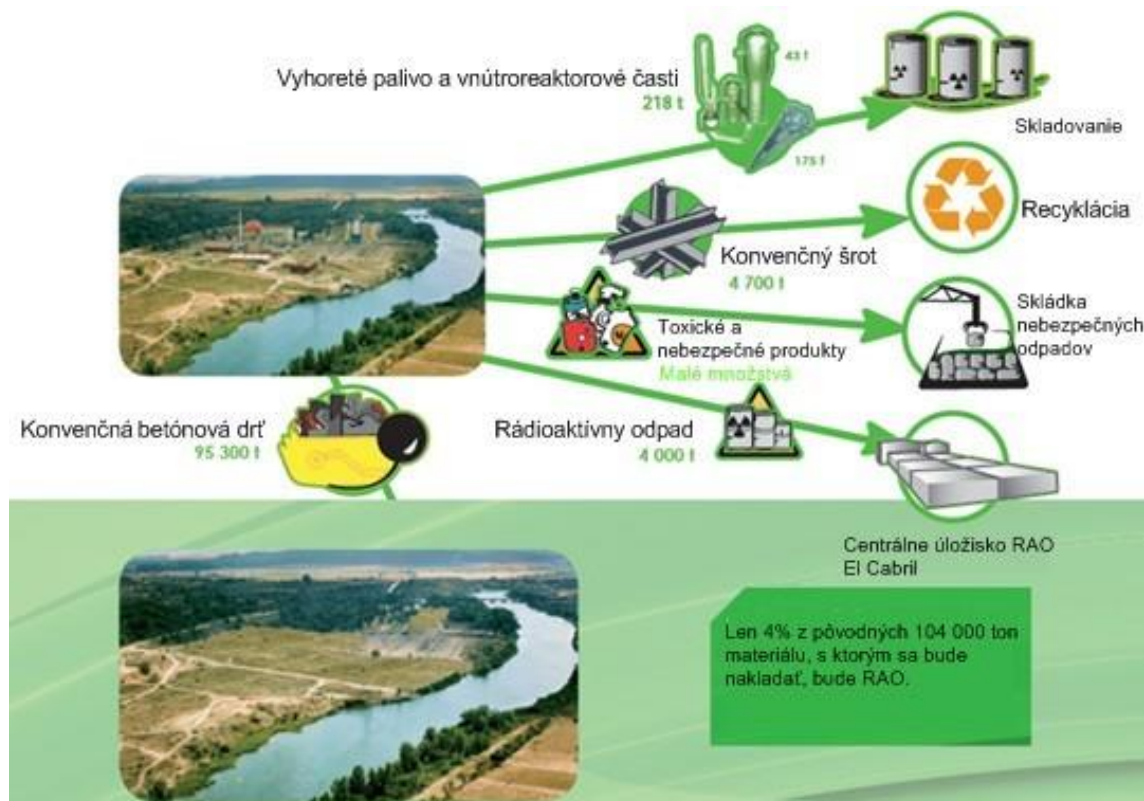 Vyhoreté palivo a vnútroreaktorové časti
218 t
43 t
175 t
Skladovanie
Recyklácia
Konvenčný šrot
4 700 t
Toxické a
nebezpečné produkty
Malé množstvá
Skládka
nebezpečných
odpadov
Konvenčná betónová drť
95 300 t
Rádioaktívny odpad
4 000 t
Centrálne úložisko RAO
El Cabril
Len 4% z pôvodných 104 000 ton
materiálu, s ktorým sa bude
nakladať, bude RAO.